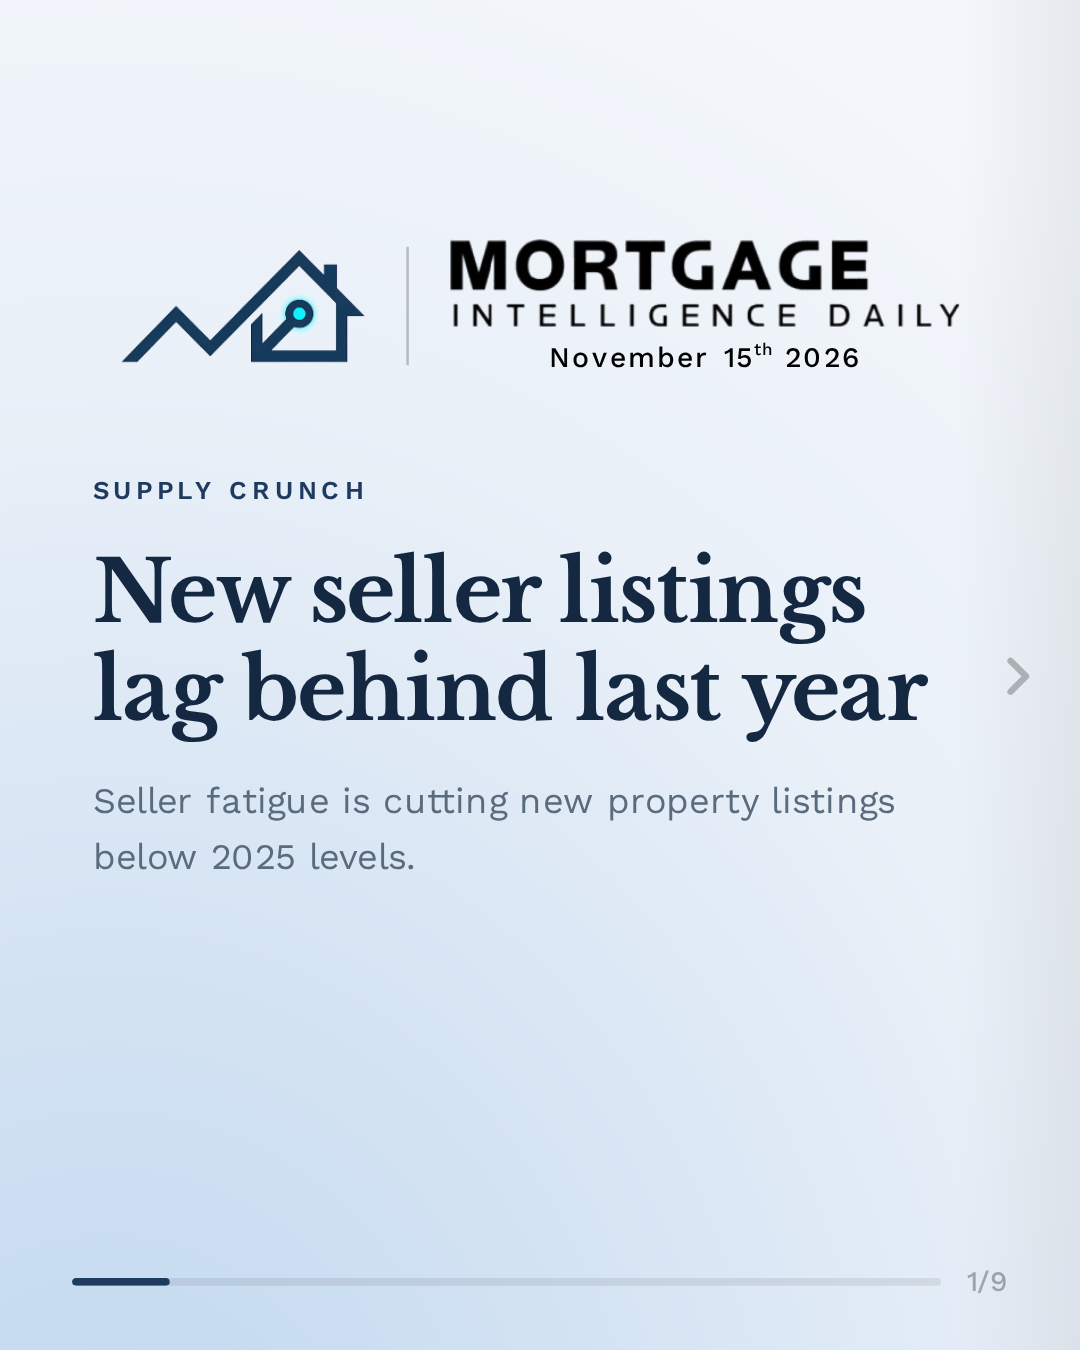 MORTGAGE
INTELLIGENCE DAILY
November 15th 2026
SUPPLY CRUNCH
New seller listings
lag behind last year
Seller fatigue is cutting new property listings
below 2025 levels.
1/9